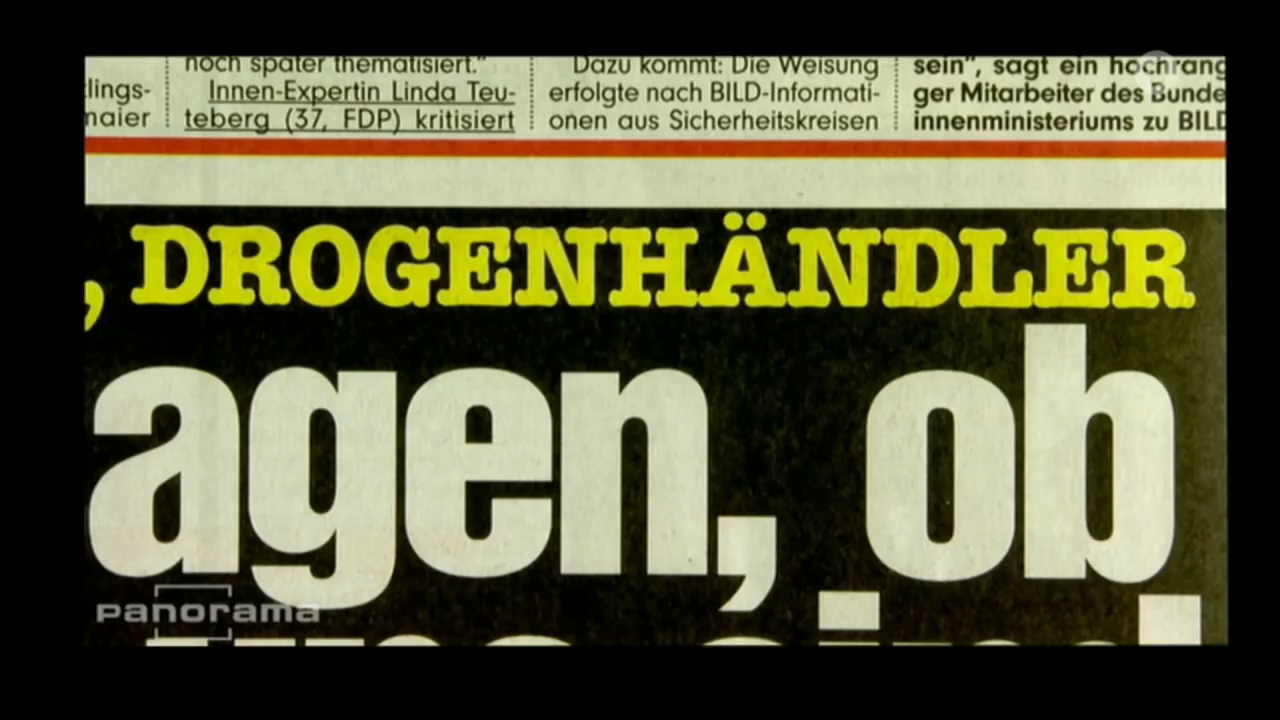 lings-
maier
noch später thematisiert."
Innen-Expertin Linda Teu-
teberg (37, FDP) kritisiert
Dazu kommt: Die Weisung
erfolgte nach BILD-Informati-
onen aus Sicherheitskreisen
sein", sagt ein hochrang
ger Mitarbeiter des Bunde
innenministeriums zu BILD
, DROGENHÄNDLER
agen, ob
panorama